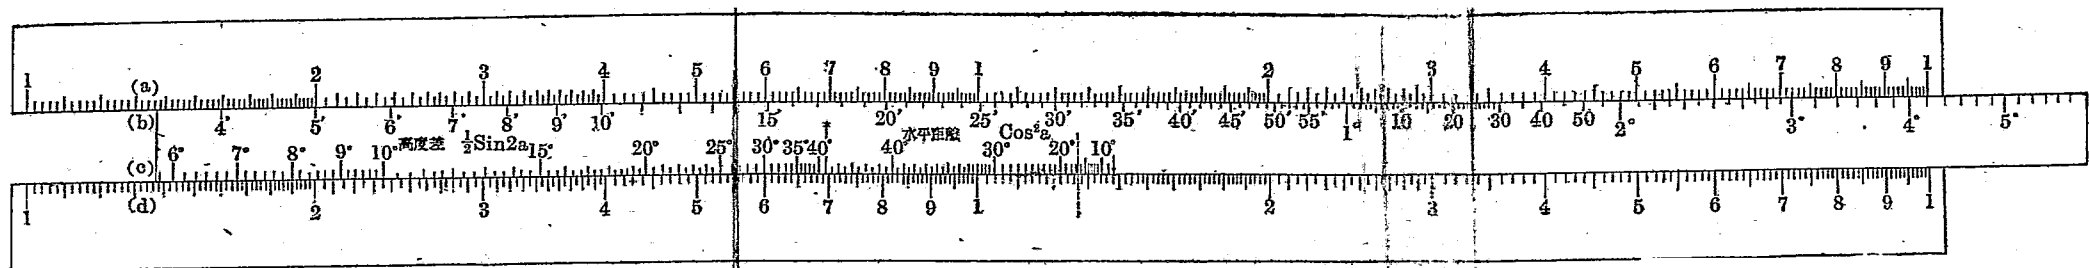 1 (a) 2 3 4 5 6 7 8 9 1 2 3 4 5 6 7 8 9 1
(b) 4' 5' 6' 7' 8' 9' 10' 15' 20' 25' 30' 35' 40' 45' 50' 55' 1° 10 20 30 40 50 2° 3° 4° 5°
高度差 ½Sin2a 水平距離 Cos²a
(c) 6° 7° 8° 9° 10° 15° 20° 25° 30° 35° 40° 40° 30° 20° 10°
1 (d) 2 3 4 5 6 7 8 9 1 2 3 4 5 6 7 8 9 1